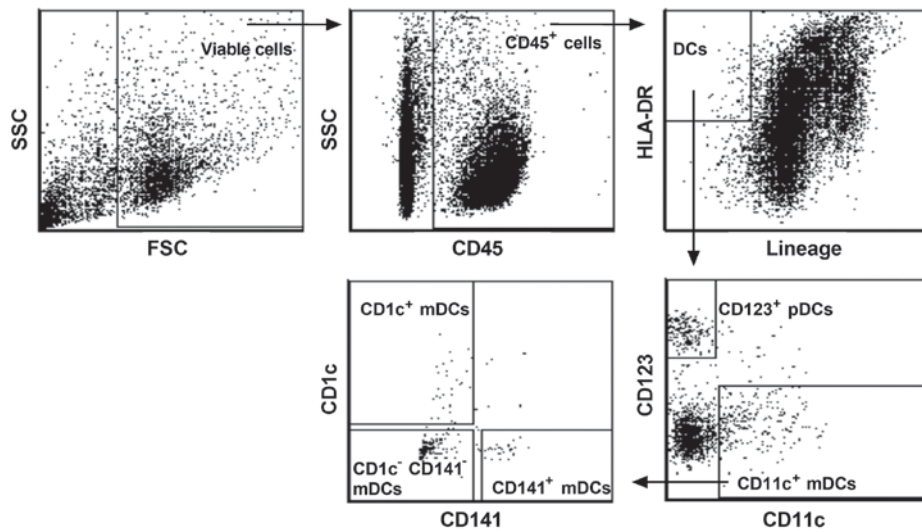 Viable cells
SSC
FSC
CD45⁺ cells
SSC
CD45
DCs
HLA-DR
Lineage
CD1c⁺ mDCs
CD1c
CD1c⁻ CD141⁻
mDCs
CD141⁺ mDCs
CD141
CD123⁺ pDCs
CD123
CD11c⁺ mDCs
CD11c